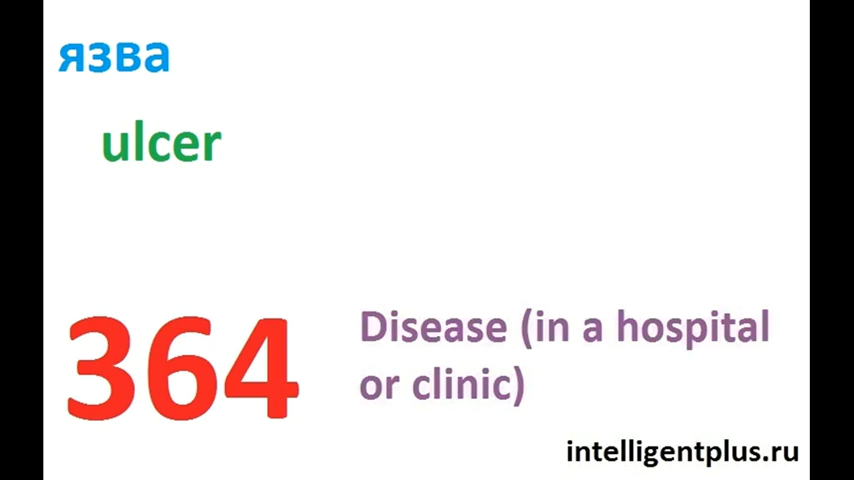 язва
ulcer
364
Disease (in a hospital
or clinic)
intelligentplus.ru